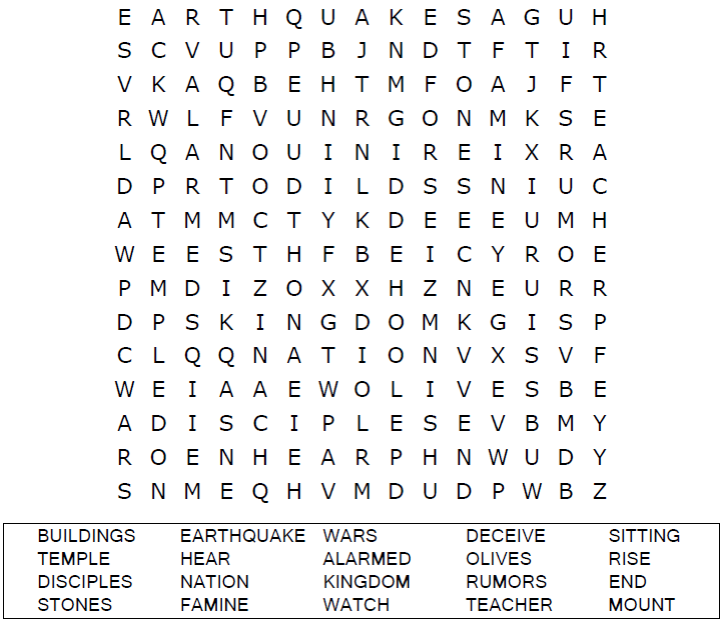 E A R T H Q U A K E S A G U H
S C V U P P B J N D T F T I R
V K A Q B E H T M F O A J F T
R W L F V U N R G O N M K S E
L Q A N O U I N I R E I X R A
D P R T O D I L D S S N I U C
A T M M C T Y K D E E E U M H
W E E S T H F B E I C Y R O E
P M D I Z O X X H Z N E U R R
D P S K I N G D O M K G I S P
C L Q Q N A T I O N V X S V F
W E I A A E W O L I V E S B E
A D I S C I P L E S E V B M Y
R O E N H E A R P H N W U D Y
S N M E Q H V M D U D P W B Z
BUILDINGS EARTHQUAKE WARS DECEIVE SITTING
TEMPLE HEAR ALARMED OLIVES RISE
DISCIPLES NATION KINGDOM RUMORS END
STONES FAMINE WATCH TEACHER MOUNT